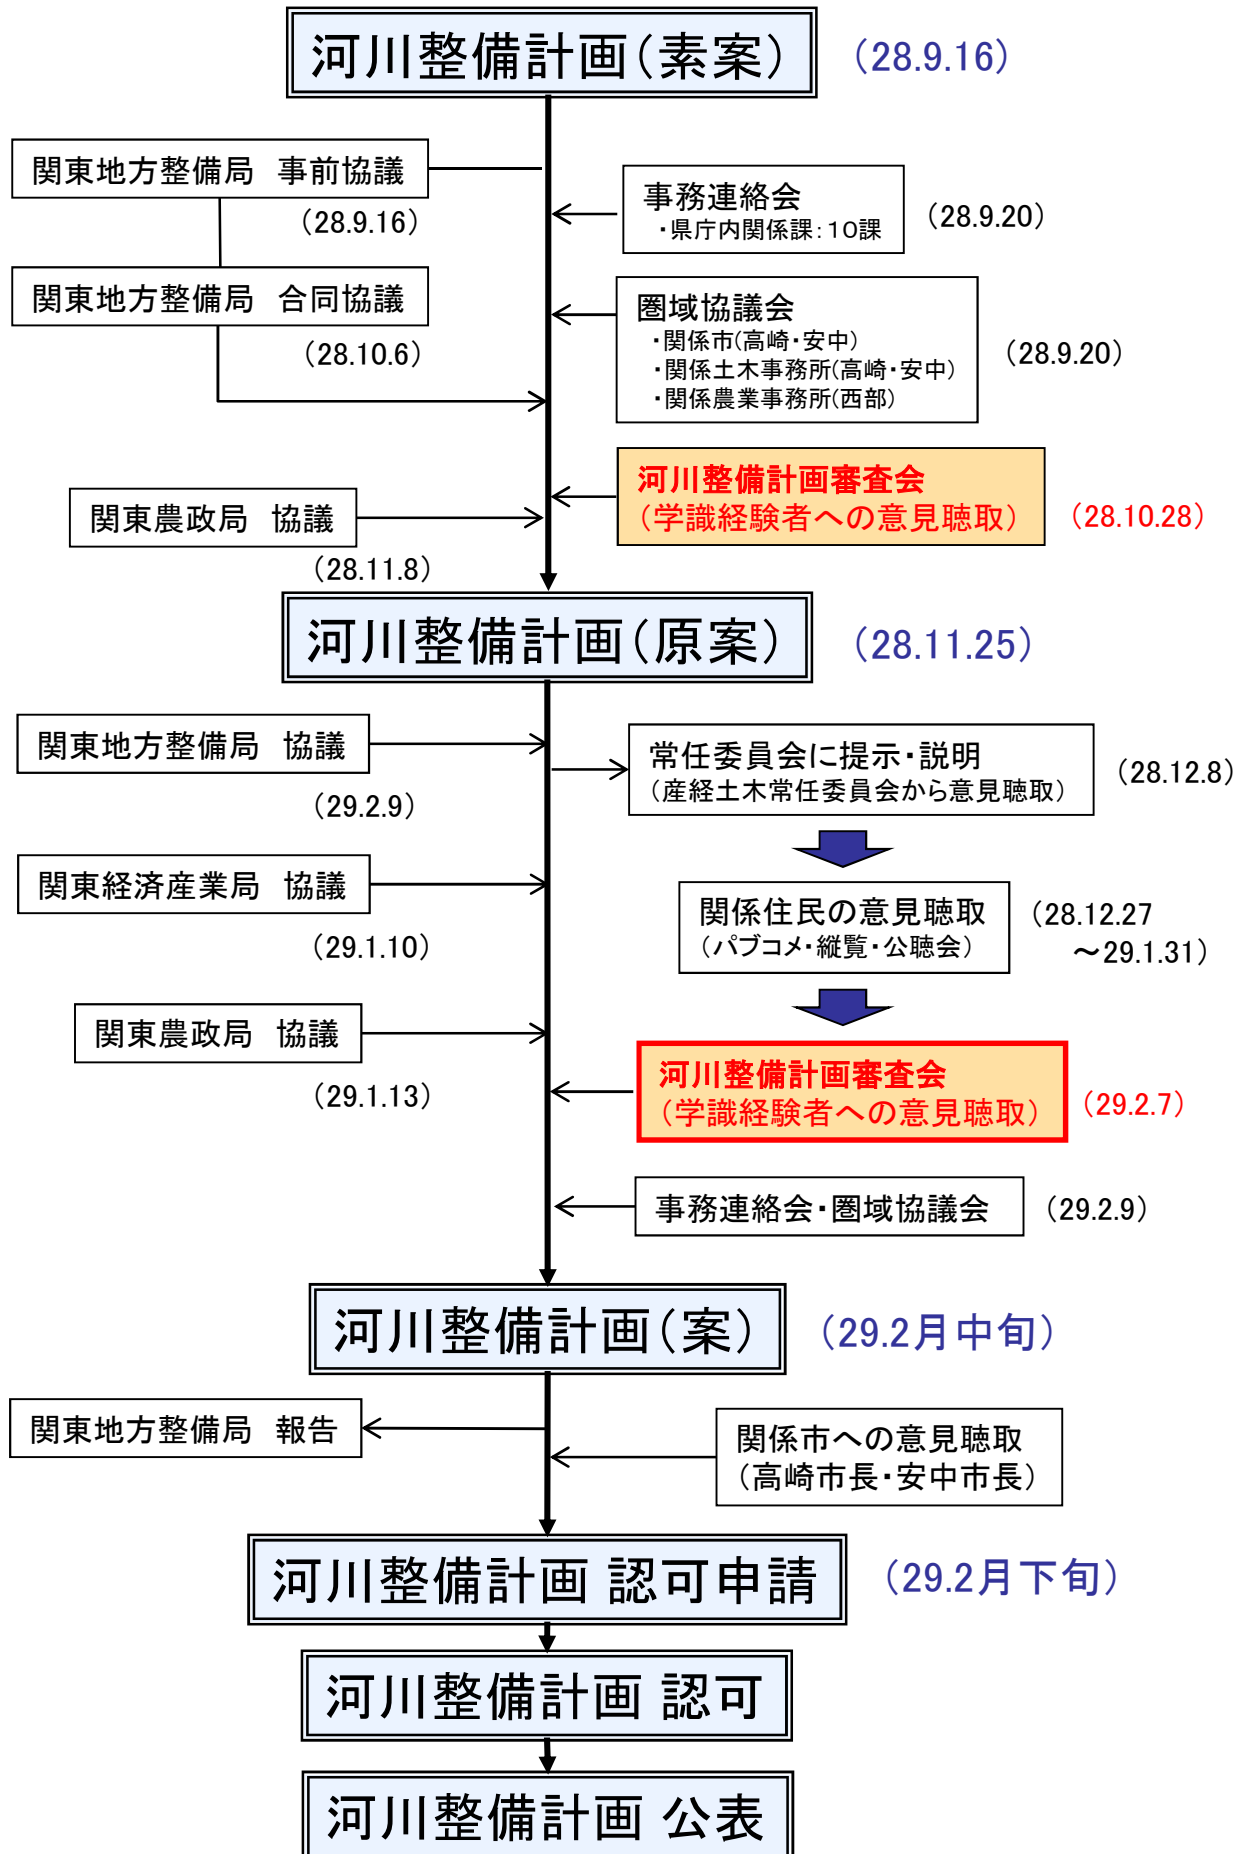 河川整備計画（素案）
（28.9.16）
関東地方整備局　事前協議
（28.9.16）
事務連絡会
・県庁内関係課：１０課
（28.9.20）
関東地方整備局　合同協議
（28.10.6）
圏域協議会
・関係市(高崎・安中)
・関係土木事務所(高崎・安中)
・関係農業事務所(西部)
（28.9.20）
河川整備計画審査会
（学識経験者への意見聴取）
（28.10.28）
関東農政局　協議
（28.11.8）
河川整備計画（原案）
（28.11.25）
関東地方整備局　協議
（29.2.9）
常任委員会に提示・説明
（産経土木常任委員会から意見聴取）
（28.12.8）
関東経済産業局　協議
（29.1.10）
関係住民の意見聴取
（パブコメ・縦覧・公聴会）
（28.12.27
～29.1.31）
関東農政局　協議
（29.1.13）
河川整備計画審査会
（学識経験者への意見聴取）
（29.2.7）
事務連絡会・圏域協議会
（29.2.9）
河川整備計画（案）
（29.2月中旬）
関東地方整備局　報告
関係市への意見聴取
（高崎市長・安中市長）
河川整備計画 認可申請
（29.2月下旬）
河川整備計画 認可
河川整備計画 公表